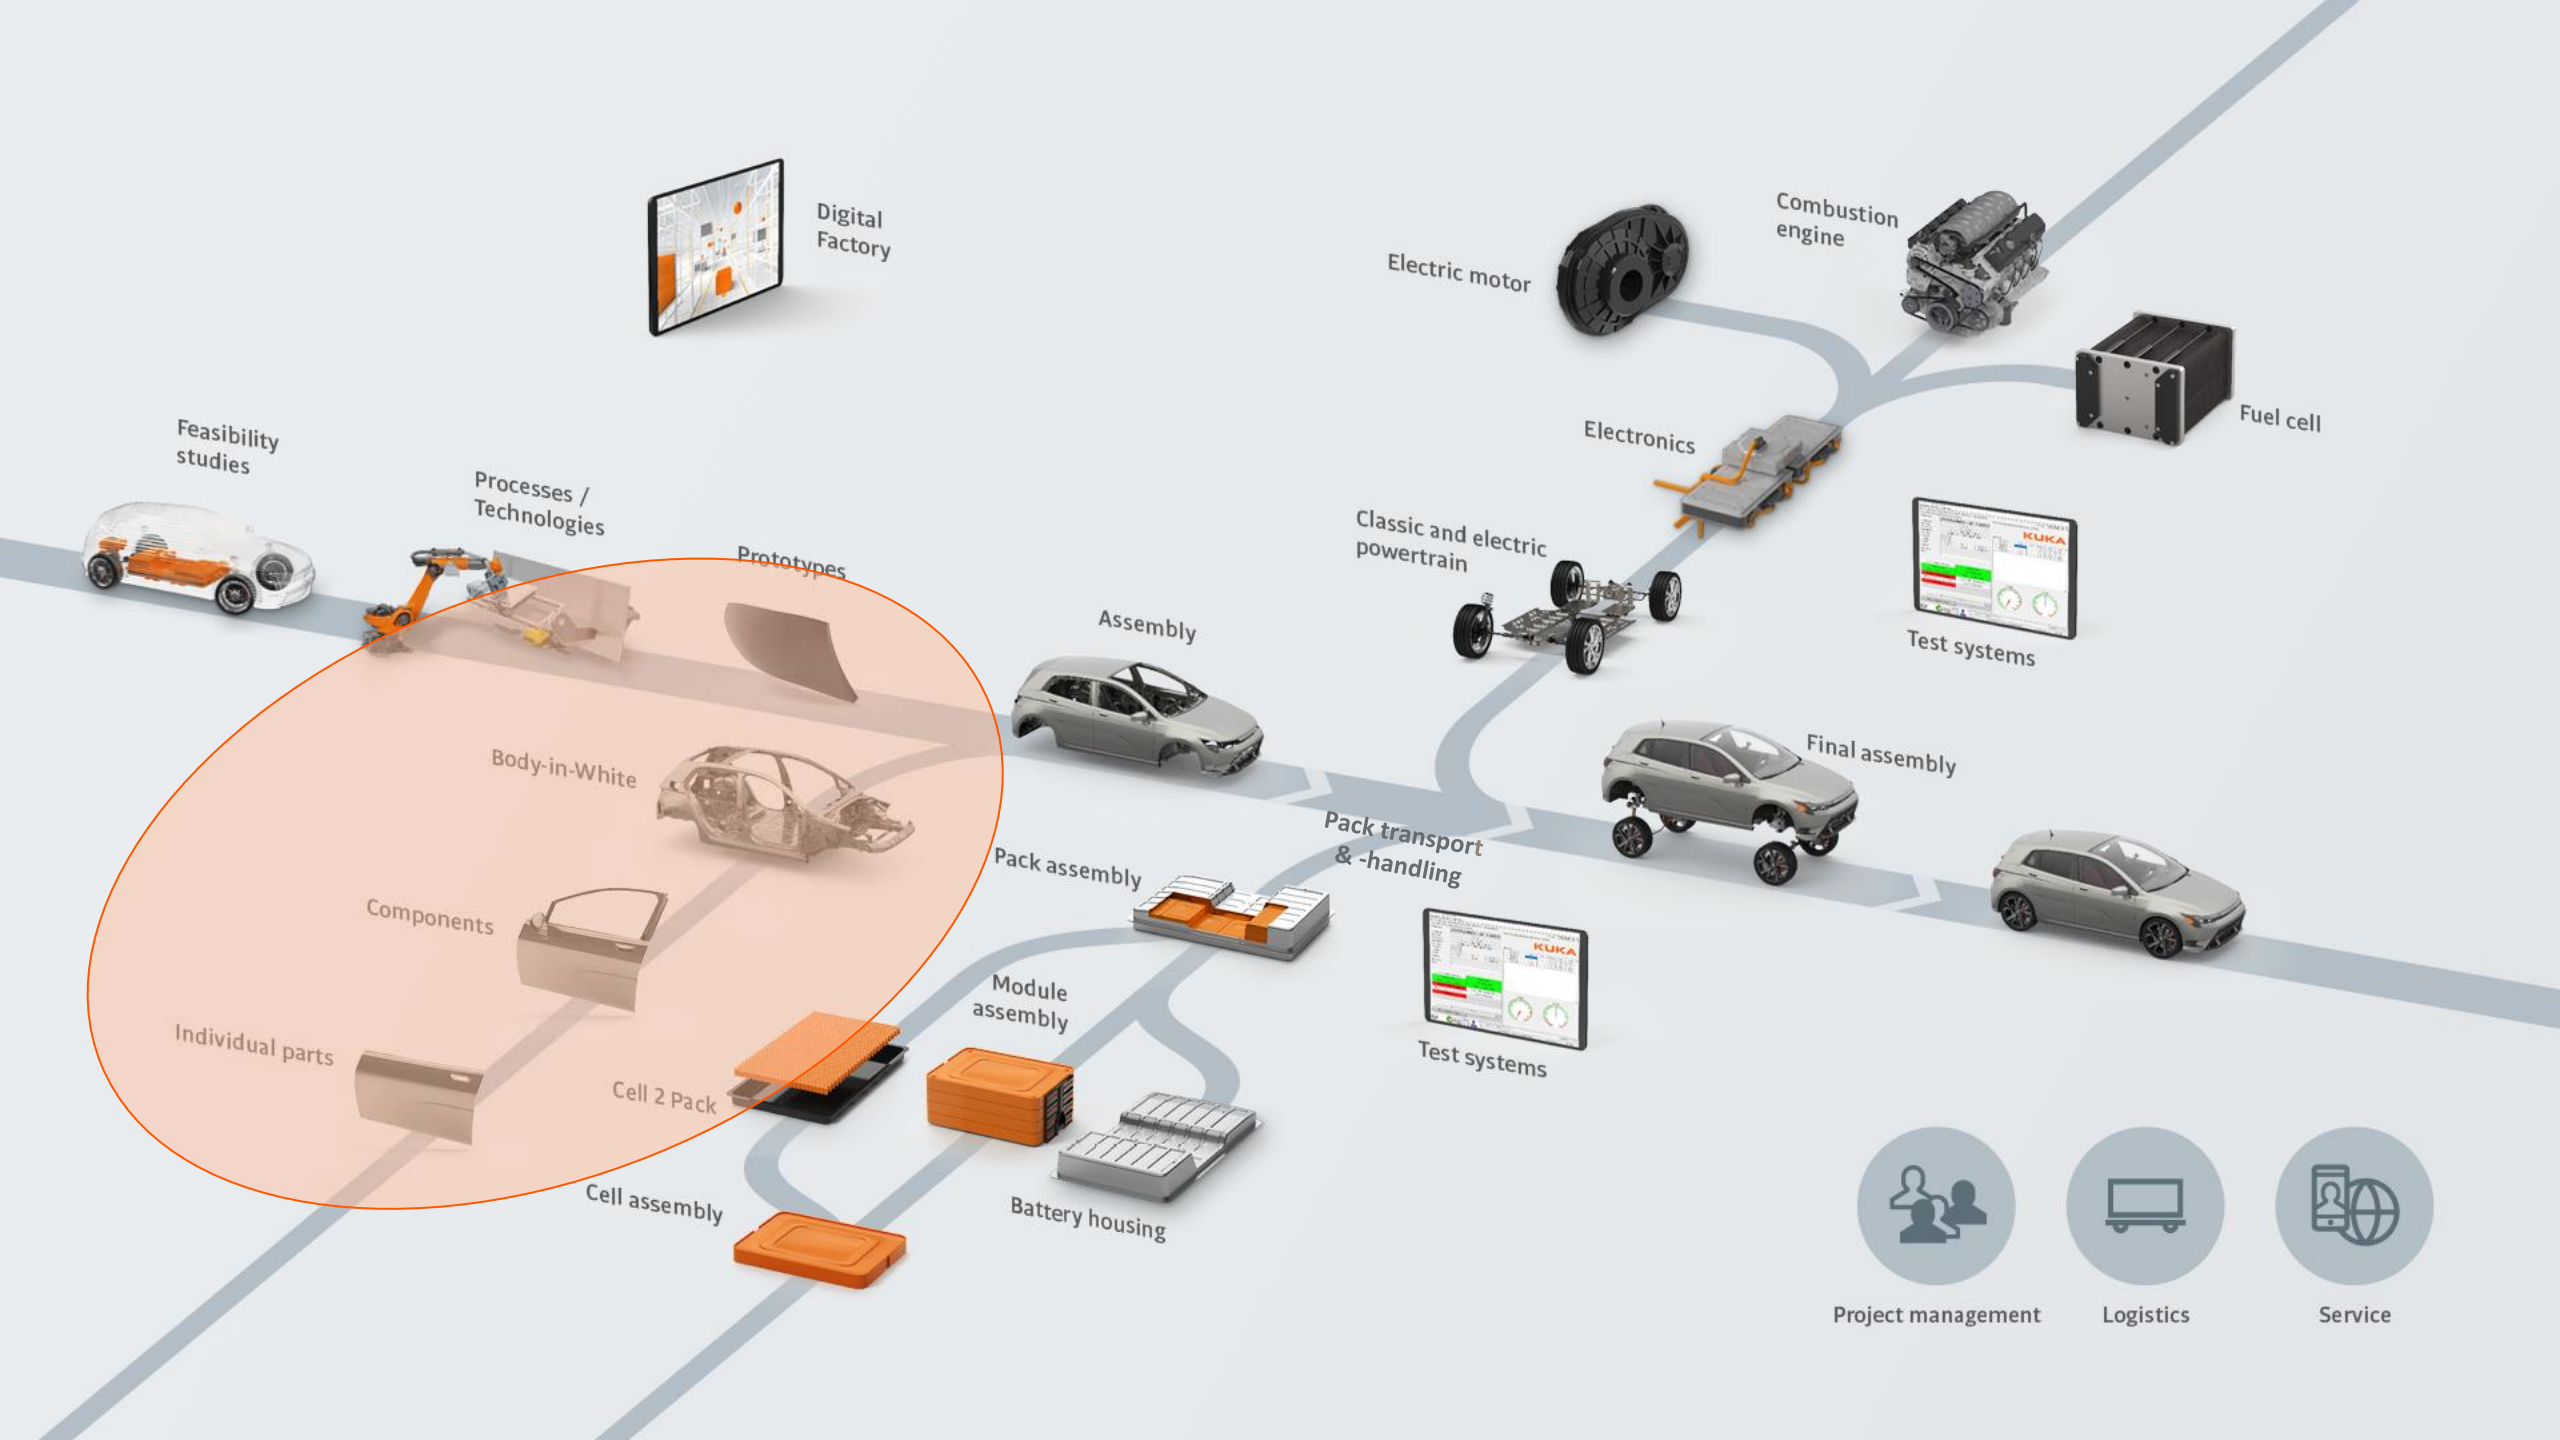 Digital
Factory
Combustion
engine
Electric motor
Fuel cell
Feasibility
studies
Electronics
Processes /
Technologies
Classic and electric
powertrain
KUKA
Test systems
Prototypes
Assembly
Final assembly
Body-in-White
Pack transport
& -handling
Pack assembly
Components
KUKA
Module
assembly
Test systems
Individual parts
Cell 2 Pack
Cell assembly
Battery housing
Project management
Logistics
Service